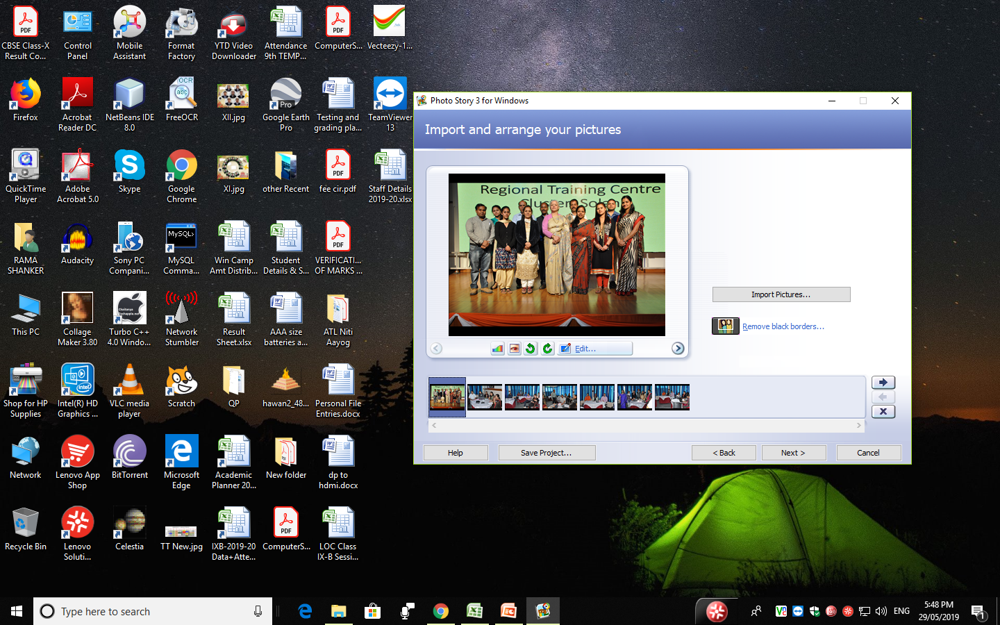 CBSE Class-X
Result Co...
Control
Panel
Mobile
Assistant
Format
Factory
YTD Video
Downloader
Attendance
9th TEMP...
ComputerS...
Vecteezy-1...
Firefox
Acrobat
Reader DC
NetBeans IDE
8.0
FreeOCR
XII.jpg
Google Earth
Pro
Testing and
grading pla...
TeamViewer
13
QuickTime
Player
Adobe
Acrobat 5.0
Skype
Google
Chrome
XI.jpg
other Recent
fee cir.pdf
Staff Details
2019-20.xlsx
RAMA
SHANKER
Audacity
Sony PC
Compani...
MySQL
Comma...
Win Camp
Amt Distrib...
Student
Details & S...
VERIFICATI...
OF MARKS ...
This PC
Collage
Maker 3.80
Turbo C++
4.0 Windo...
Network
Stumbler
Result
Sheet.xlsx
AAA size
batteries a...
ATL Niti
Aayog
Shop for HP
Supplies
Intel(R) HD
Graphics ...
VLC media
player
Scratch
QP
hawan2_48...
Personal File
Entries.docx
Network
Lenovo App
Shop
BitTorrent
Microsoft
Edge
Academic
Planner 20...
New folder
dp to
hdmi.docx
Recycle Bin
Lenovo
Soluti...
Celestia
TT New.jpg
IXB-2019-20
Data+Atte...
ComputerS...
LOC Class
IX-B Sessi...
Photo Story 3 for Windows
Import and arrange your pictures
Regional Training Centre
Cluster: Solan
Edit...
Import Pictures...
Remove black borders...
Help
Save Project...
< Back
Next >
Cancel
Type here to search
ENG
5:48 PM
29/05/2019
1